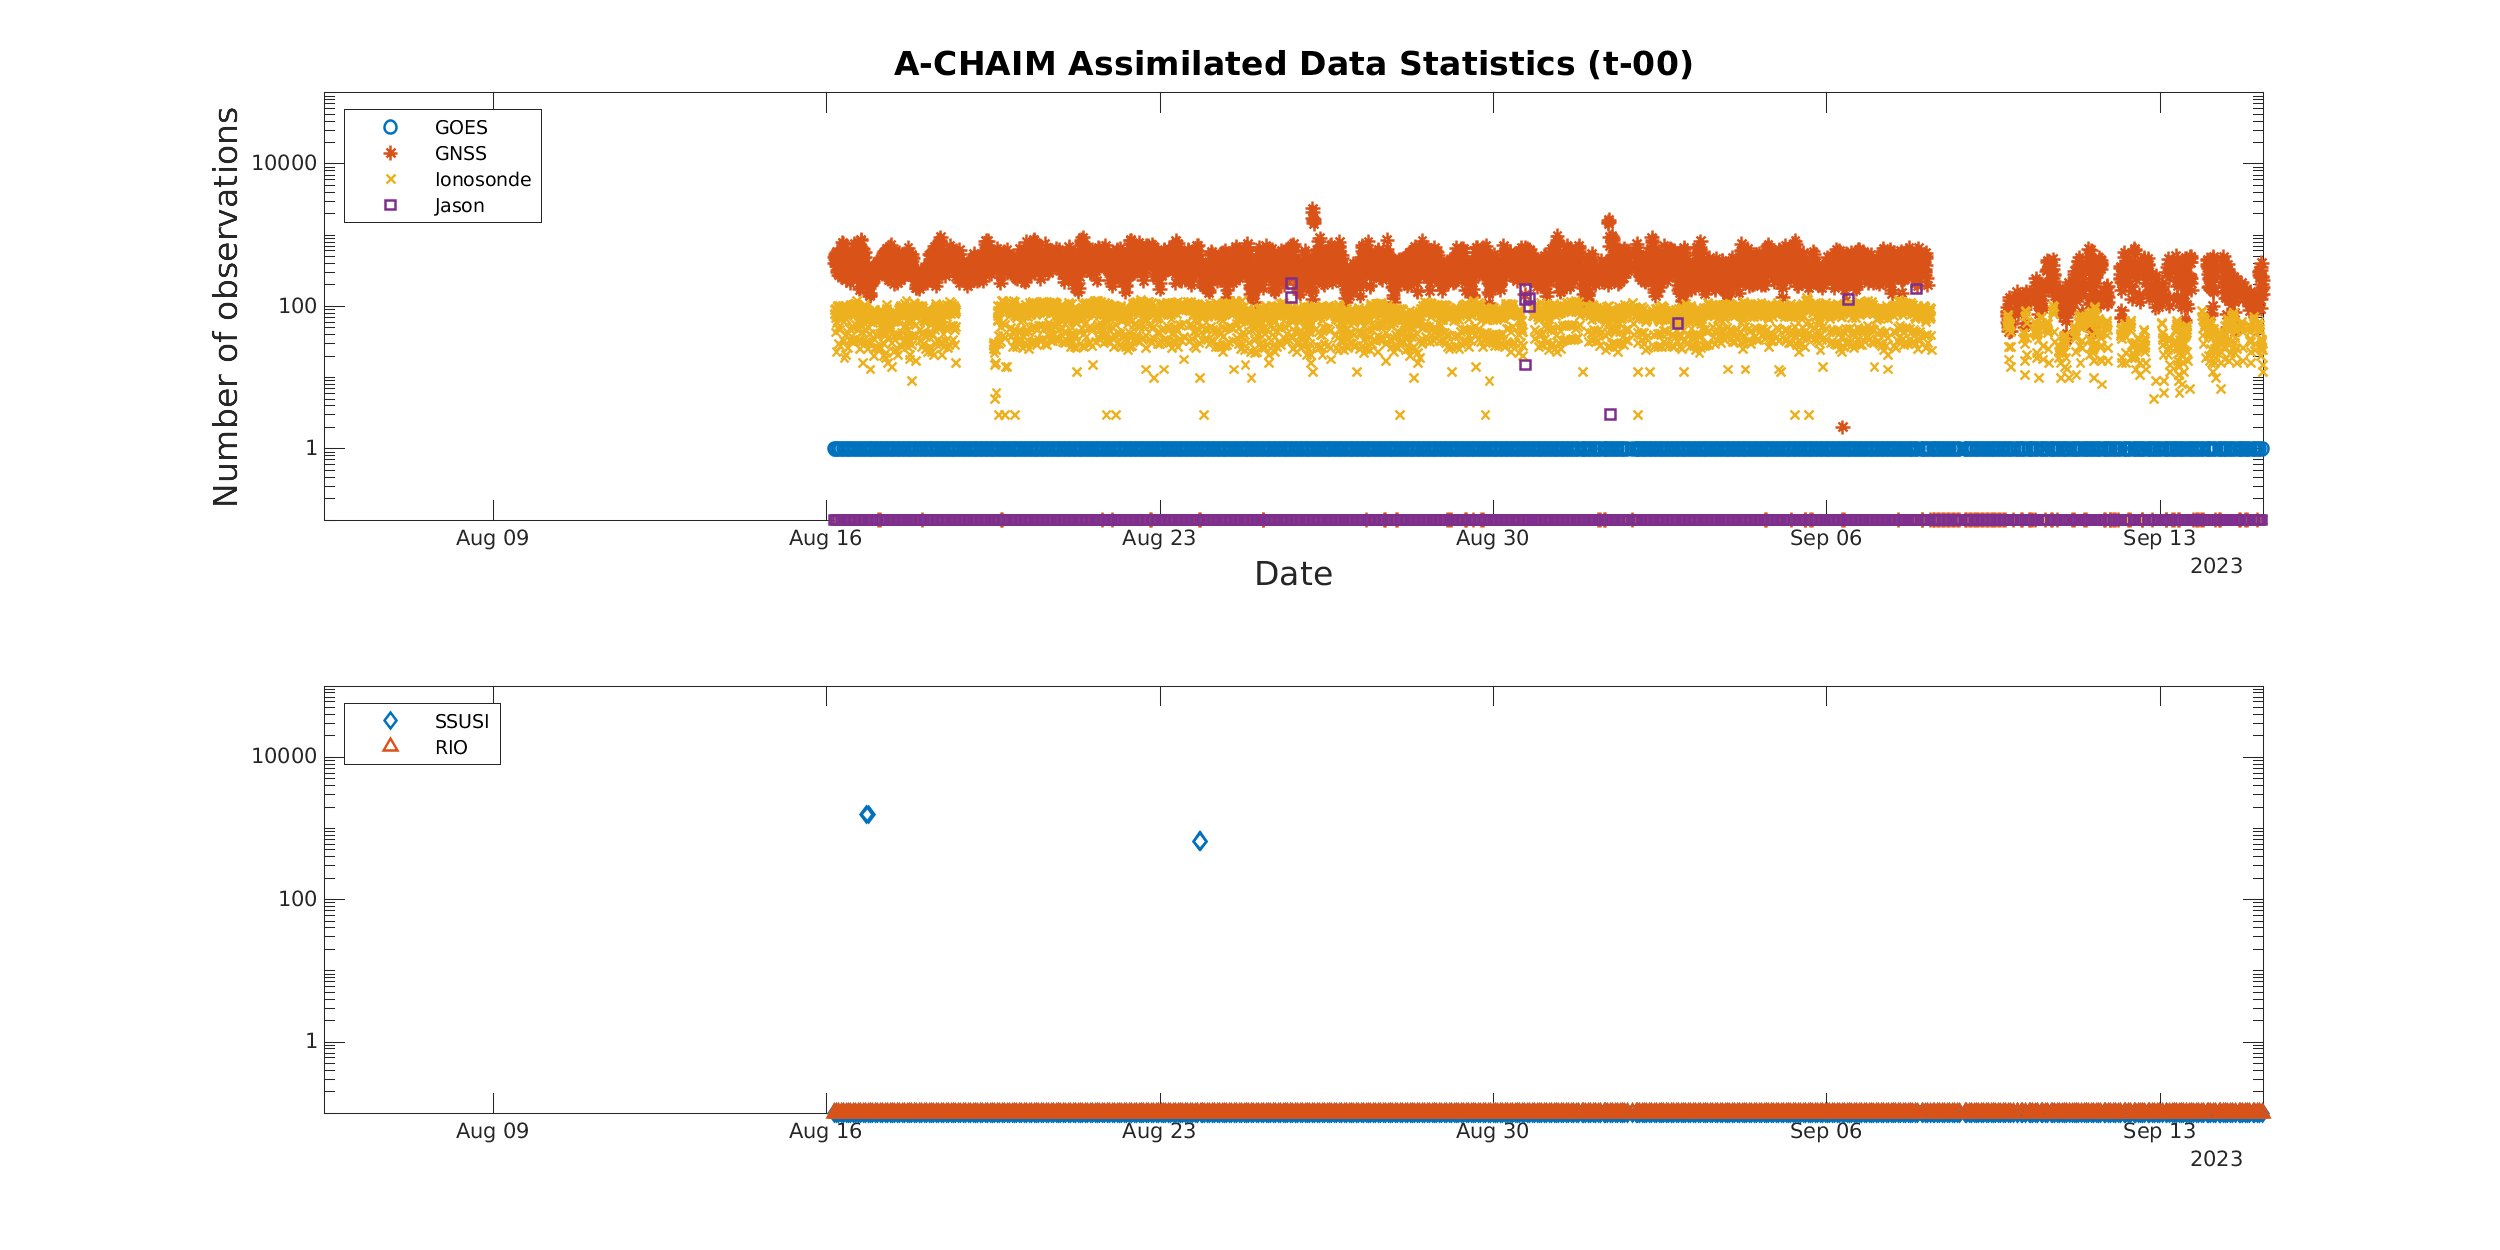 A-CHAIM Assimilated Data Statistics (t-00)
Number of observations
10000
100
1
GOES
GNSS
Ionosonde
Jason
Aug 09
Aug 16
Aug 23
Aug 30
Sep 06
Sep 13
2023
Date
10000
100
1
SSUSI
RIO
Aug 09
Aug 16
Aug 23
Aug 30
Sep 06
Sep 13
2023